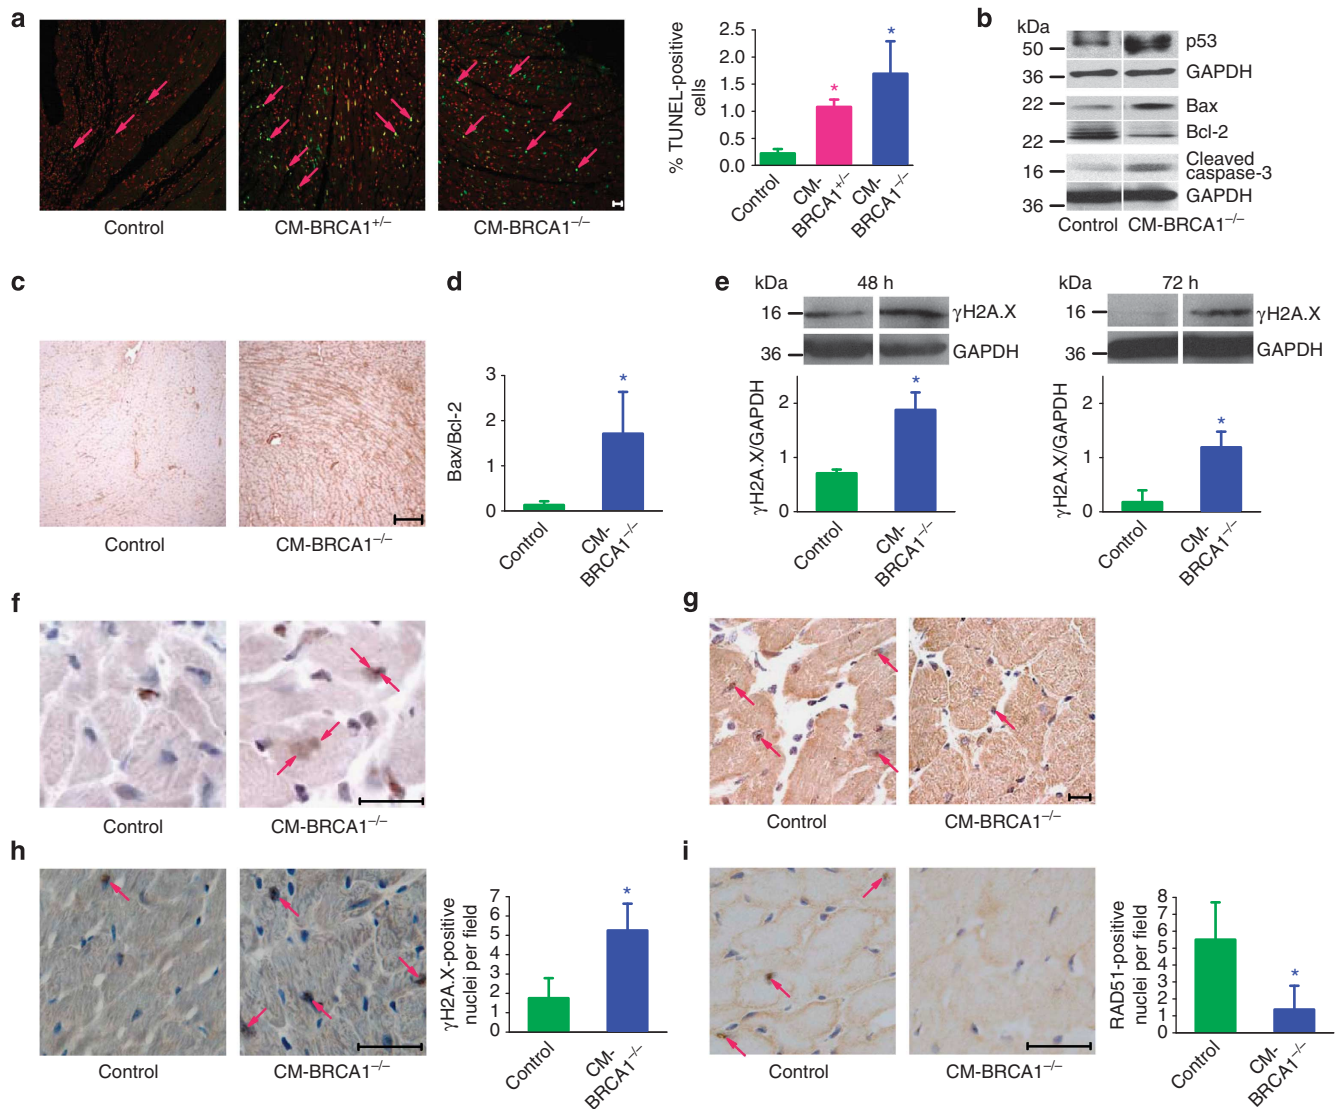 a
Control
CM-BRCA1+/–
CM-BRCA1–/–
% TUNEL-positive
cells
2.5
2.0
1.5
1.0
0.5
0.0
*
*
Control
CM-
BRCA1+/–
CM-
BRCA1–/–
b
kDa
50
p53
36
GAPDH
22
Bax
22
Bcl-2
16
Cleaved
caspase-3
36
GAPDH
Control CM-BRCA1–/–
c
Control
CM-BRCA1–/–
d
Bax/Bcl-2
3
2
1
0
*
Control
CM-
BRCA1–/–
e
kDa 48 h
16
γH2A.X
36
GAPDH
γH2A.X/GAPDH
2
1
0
*
Control
CM-
BRCA1–/–
kDa 72 h
16
γH2A.X
36
GAPDH
γH2A.X/GAPDH
2
1
0
*
Control
CM-
BRCA1–/–
f
Control
CM-BRCA1–/–
g
Control
CM-BRCA1–/–
h
Control
CM-BRCA1–/–
γH2A.X-positive
nuclei per field
7
6
5
4
3
2
1
0
*
Control
CM-
BRCA1–/–
i
Control
CM-BRCA1–/–
RAD51-positive
nuclei per field
8
7
6
5
4
3
2
1
0
*
Control
CM-
BRCA1–/–